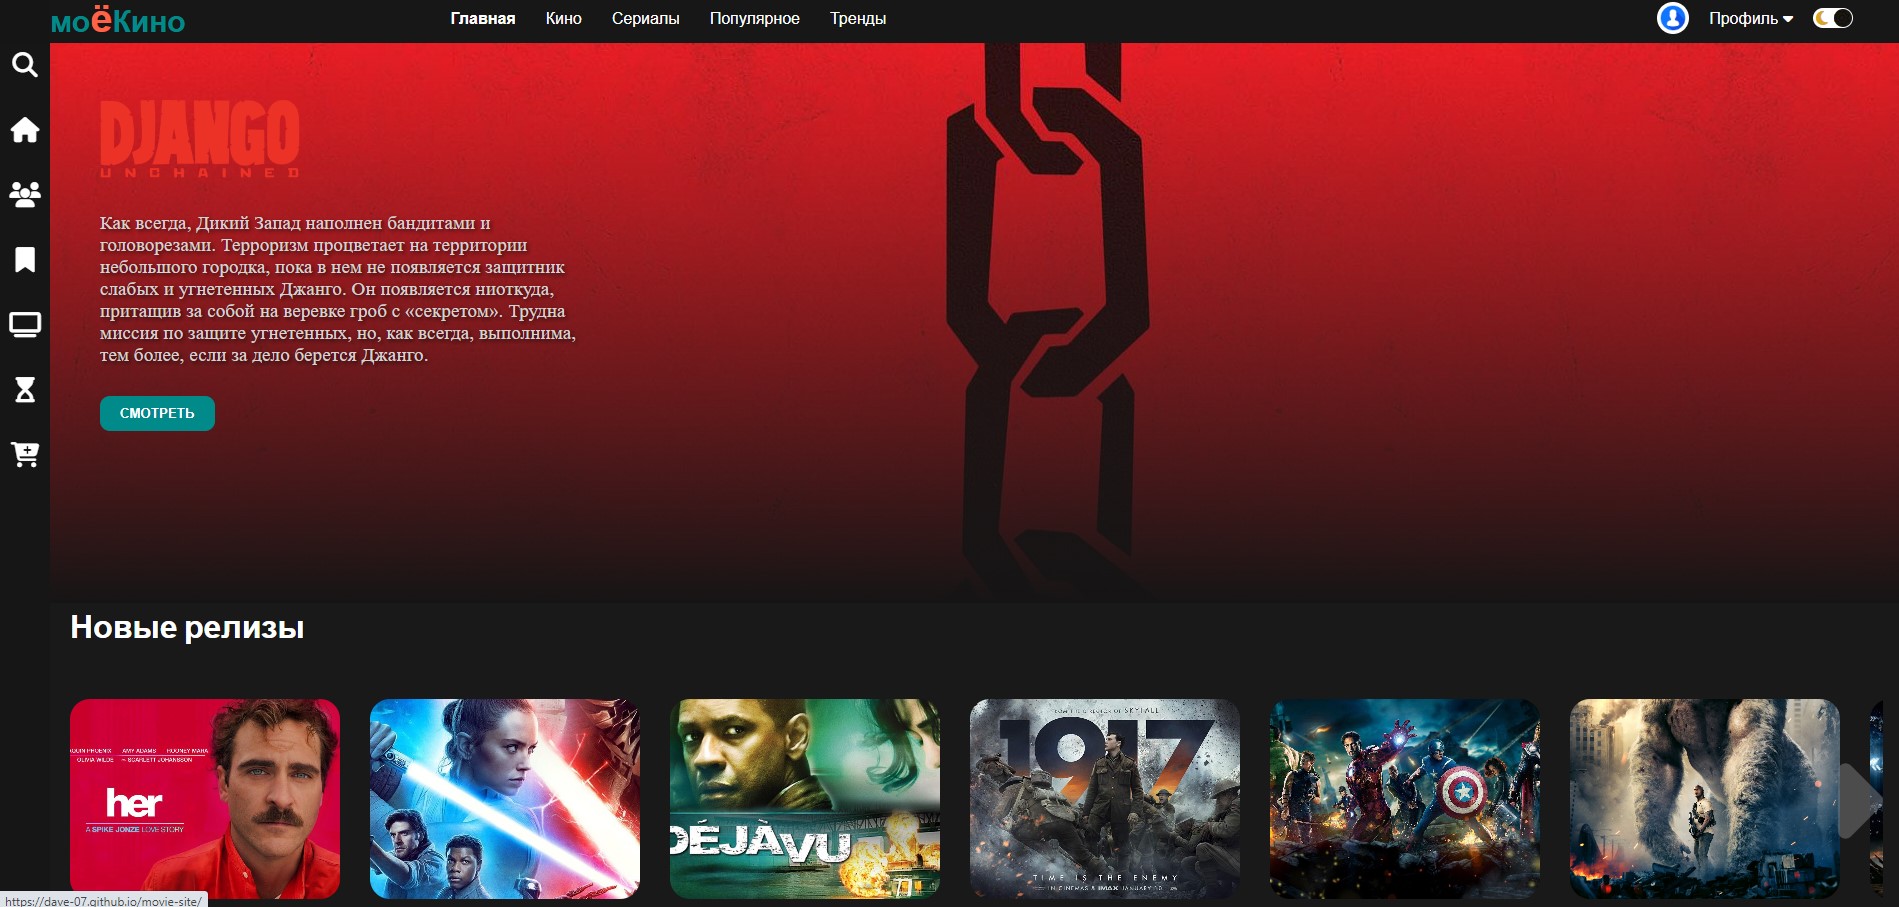 моёКино
Главная
Кино
Сериалы
Популярное
Тренды
Профиль
DJANGO
UNCHAINED
Как всегда, Дикий Запад наполнен бандитами и
головорезами. Терроризм процветает на территории
небольшого городка, пока в нем не появляется защитник
слабых и угнетенных Джанго. Он появляется ниоткуда,
притащив за собой на веревке гроб с «секретом». Трудна
миссия по защите угнетенных, но, как всегда, выполнима,
тем более, если за дело берется Джанго.
СМОТРЕТЬ
Новые релизы
QUIN PHOENIX AMY ADAMS ROONEY MARA
OLIVIA WILDE SCARLETT JOHANSSON
her
A SPIKE JONZE LOVE STORY
DÉJÀ VU
SKYFALL
1917
TIME IS THE ENEMY
IN CINEMAS & IMAX JANUARY 10
https://dave-07.github.io/movie-site/